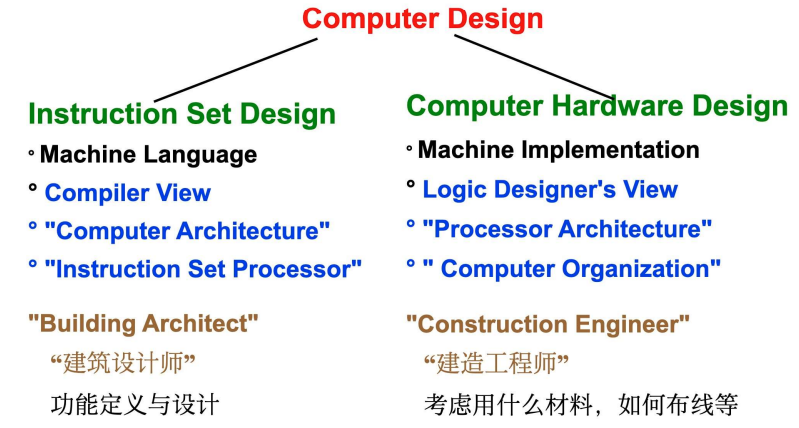 Computer Design
Instruction Set Design
° Machine Language
° Compiler View
° "Computer Architecture"
° "Instruction Set Processor"
"Building Architect"
“建筑设计师”
功能定义与设计
Computer Hardware Design
° Machine Implementation
° Logic Designer's View
° "Processor Architecture"
° " Computer Organization"
"Construction Engineer"
“建造工程师”
考虑用什么材料，如何布线等